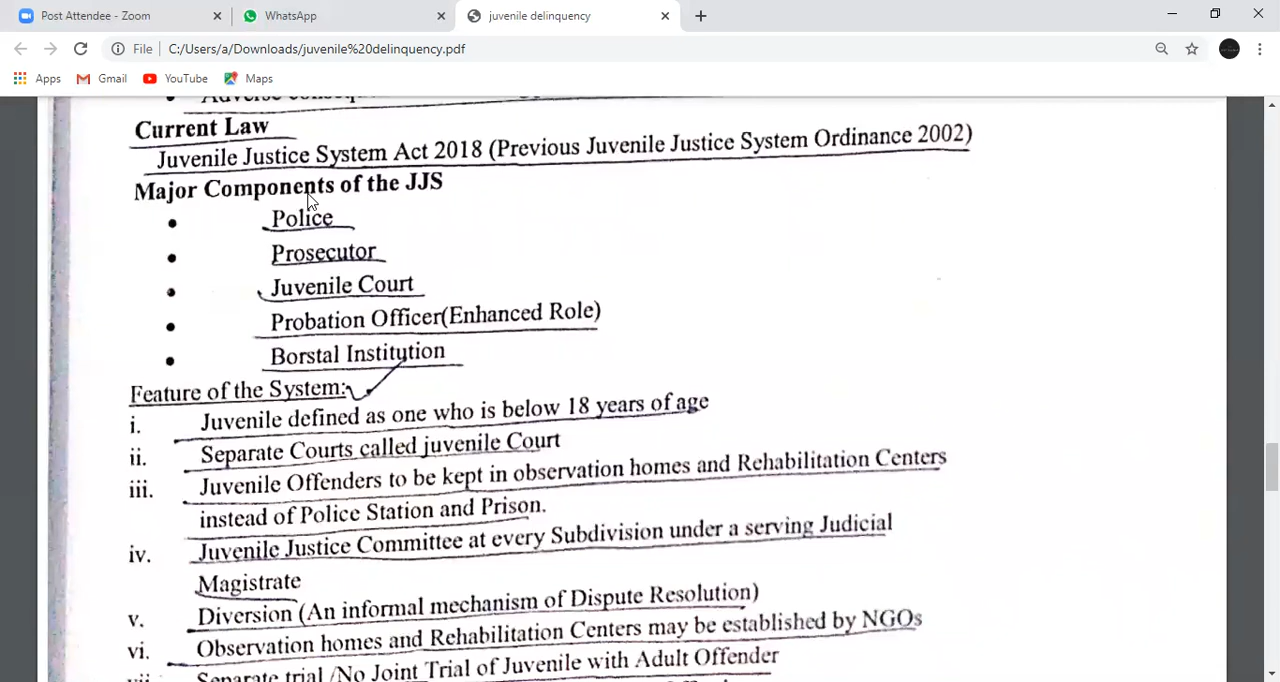 Post Attendee - Zoom
WhatsApp
juvenile delinquency
File C:/Users/a/Downloads/juvenile%20delinquency.pdf
Apps Gmail YouTube Maps
Current Law
Juvenile Justice System Act 2018 (Previous Juvenile Justice System Ordinance 2002)
Major Components of the JJS
• Police
• Prosecutor
• Juvenile Court
• Probation Officer(Enhanced Role)
• Borstal Institution
Feature of the System:
i. Juvenile defined as one who is below 18 years of age
ii. Separate Courts called juvenile Court
iii. Juvenile Offenders to be kept in observation homes and Rehabilitation Centers
instead of Police Station and Prison.
iv. Juvenile Justice Committee at every Subdivision under a serving Judicial
Magistrate
v. Diversion (An informal mechanism of Dispute Resolution)
vi. Observation homes and Rehabilitation Centers may be established by NGOs
vii. Separate trial /No Joint Trial of Juvenile with Adult Offender